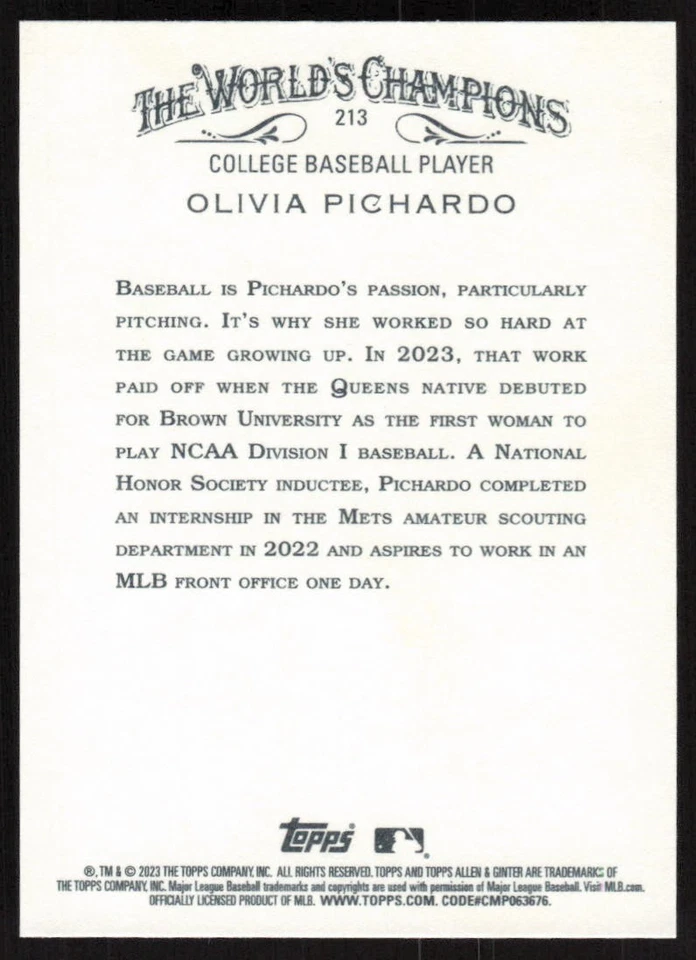 THE WORLD'S CHAMPIONS
213
COLLEGE BASEBALL PLAYER
OLIVIA PICHARDO
BASEBALL IS PICHARDO'S PASSION, PARTICULARLY
PITCHING. IT'S WHY SHE WORKED SO HARD AT
THE GAME GROWING UP. IN 2023, THAT WORK
PAID OFF WHEN THE QUEENS NATIVE DEBUTED
FOR BROWN UNIVERSITY AS THE FIRST WOMAN TO
PLAY NCAA DIVISION I BASEBALL. A NATIONAL
HONOR SOCIETY INDUCTEE, PICHARDO COMPLETED
AN INTERNSHIP IN THE METS AMATEUR SCOUTING
DEPARTMENT IN 2022 AND ASPIRES TO WORK IN AN
MLB FRONT OFFICE ONE DAY.
topps®
®, TM & © 2023 THE TOPPS COMPANY, INC. ALL RIGHTS RESERVED. TOPPS AND TOPPS ALLEN & GINTER ARE TRADEMARKS OF
THE TOPPS COMPANY, INC. Major League Baseball trademarks and copyrights are used with permission of Major League Baseball. Visit MLB.com.
OFFICIALLY LICENSED PRODUCT OF MLB. WWW.TOPPS.COM. CODE#CMP063676.